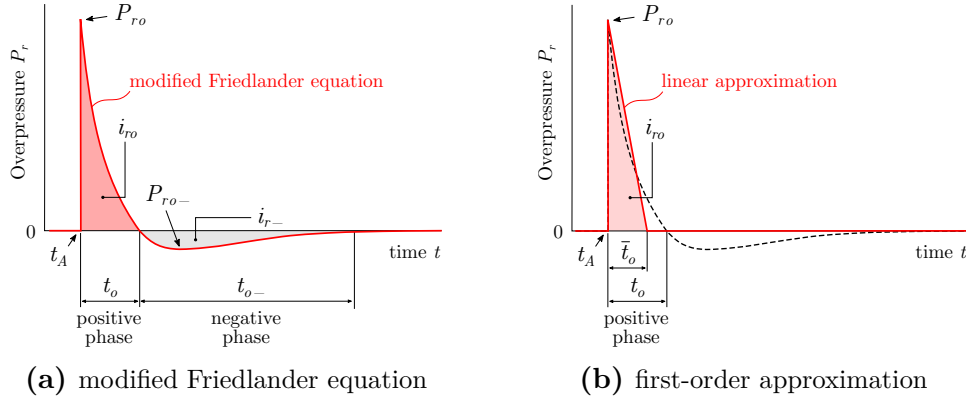 P_ro
Overpressure P_r
modified Friedlander equation
i_ro
P_ro−
i_r−
0
t_A
time t
t_o
t_o−
positive
phase
negative
phase
(a) modified Friedlander equation
P_ro
Overpressure P_r
linear approximation
i_ro
0
t_A
t̄_o
time t
t_o
positive
phase
(b) first-order approximation